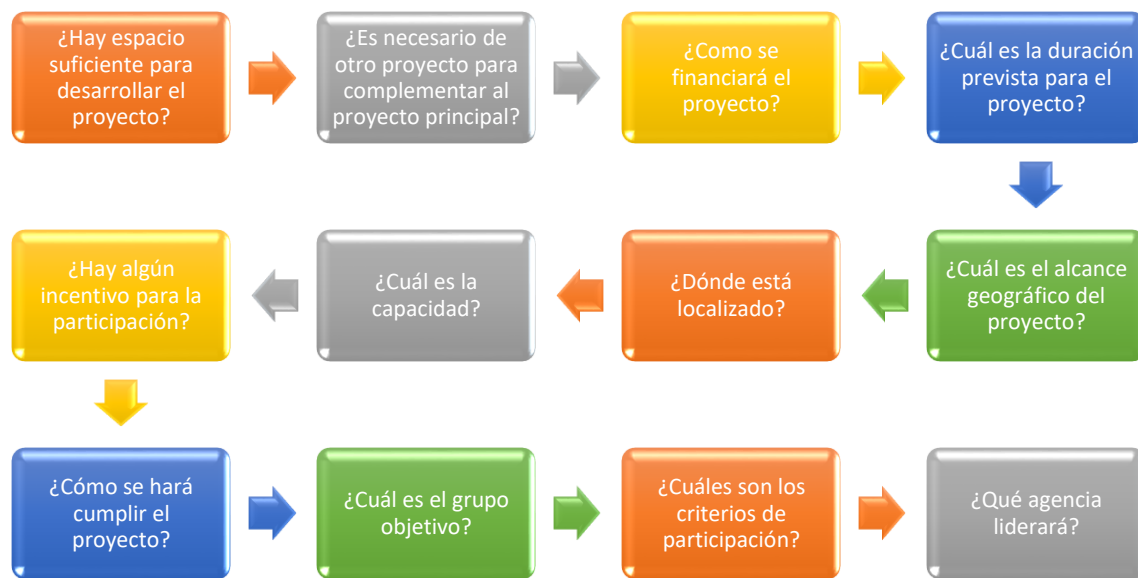 ¿Hay espacio
suficiente para
desarrollar el
proyecto?
¿Es necesario de
otro proyecto para
complementar al
proyecto principal?
¿Como se
financiará el
proyecto?
¿Cuál es la duración
prevista para el
proyecto?
¿Cuál es el alcance
geográfico del
proyecto?
¿Dónde está
localizado?
¿Cuál es la
capacidad?
¿Hay algún
incentivo para la
participación?
¿Cómo se hará
cumplir el
proyecto?
¿Cuál es el grupo
objetivo?
¿Cuáles son los
criterios de
participación?
¿Qué agencia
liderará?